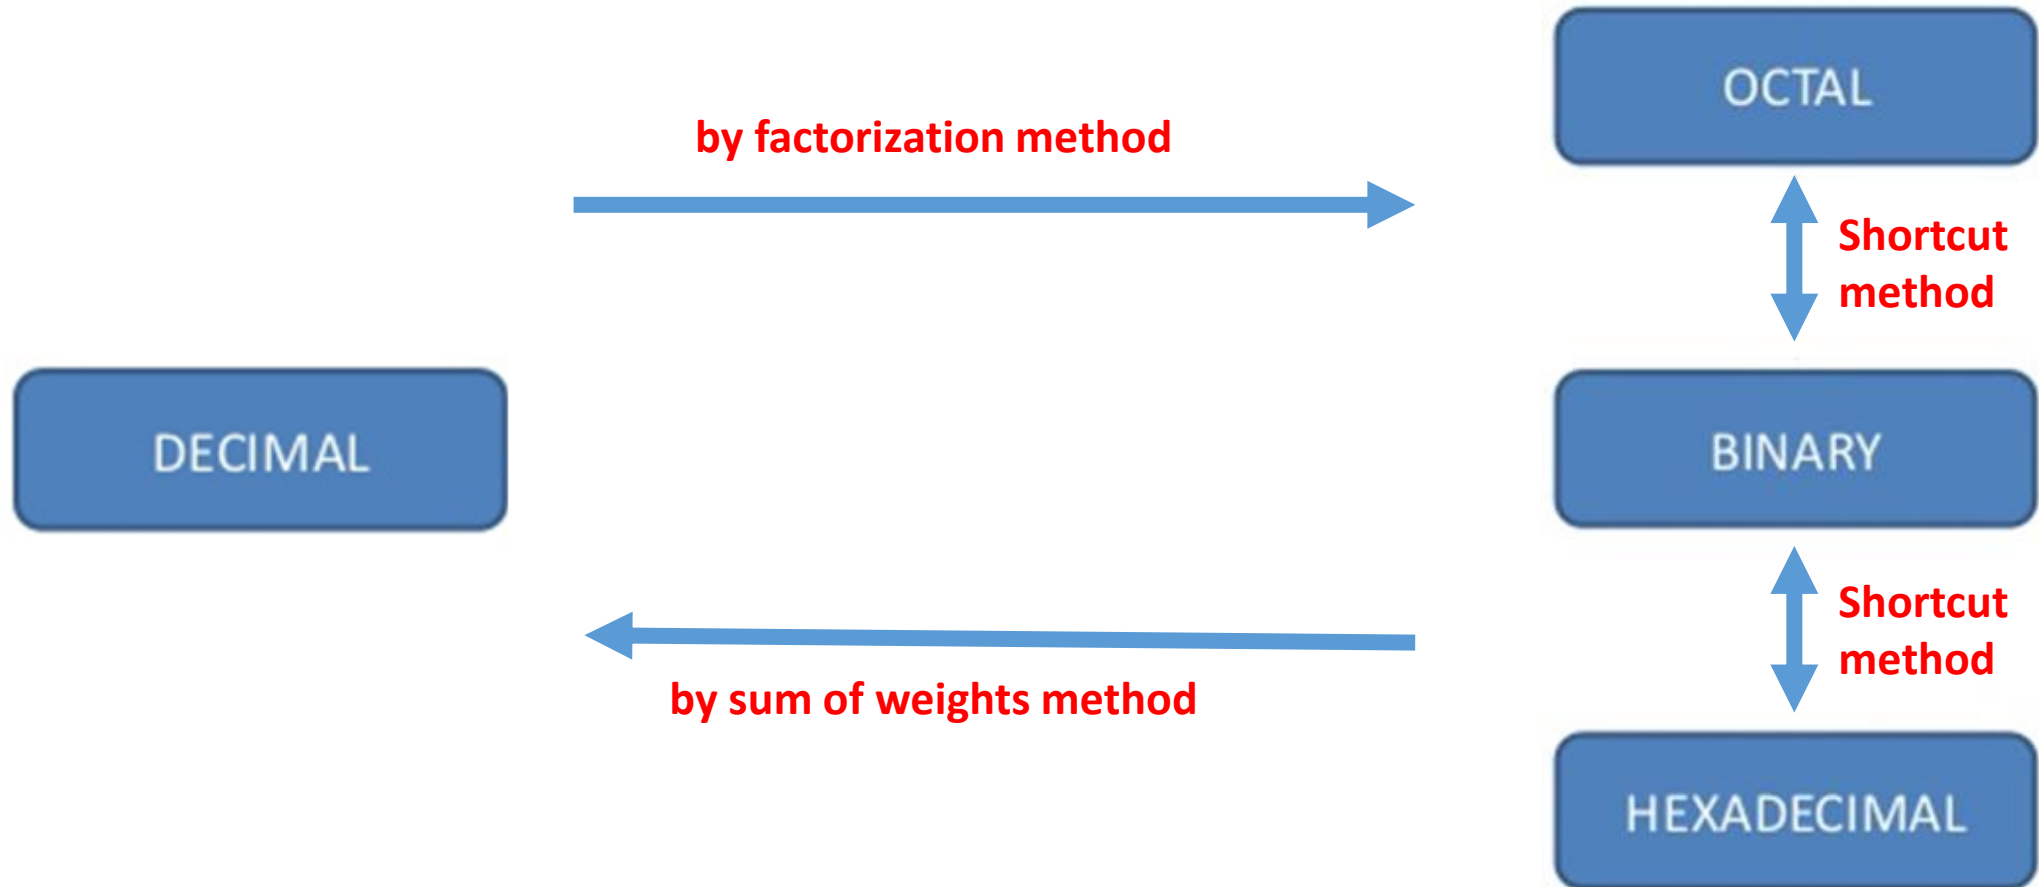 OCTAL
by factorization method
Shortcut
method
DECIMAL
BINARY
Shortcut
method
by sum of weights method
HEXADECIMAL